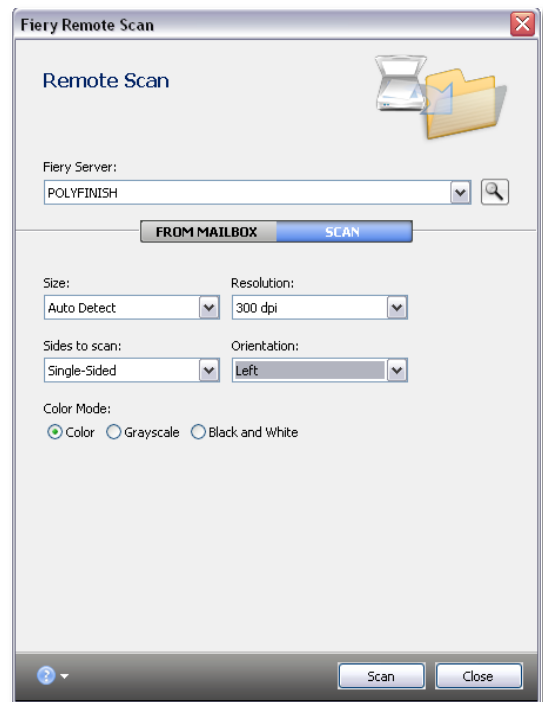 Fiery Remote Scan
Remote Scan
Fiery Server:
POLYFINISH
FROM MAILBOX SCAN
Size: Resolution:
Auto Detect 300 dpi
Sides to scan: Orientation:
Single-Sided Left
Color Mode:
Color Grayscale Black and White
? Scan Close